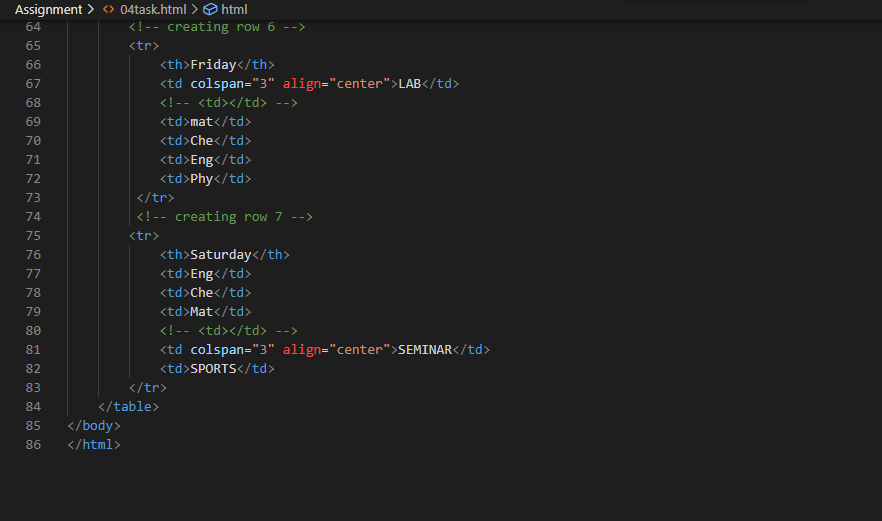 Assignment > <> 04task.html > html
64 <!-- creating row 6 -->
65 <tr>
66 <th>Friday</th>
67 <td colspan="3" align="center">LAB</td>
68 <!-- <td></td> -->
69 <td>mat</td>
70 <td>Che</td>
71 <td>Eng</td>
72 <td>Phy</td>
73 </tr>
74 <!-- creating row 7 -->
75 <tr>
76 <th>Saturday</th>
77 <td>Eng</td>
78 <td>Che</td>
79 <td>Mat</td>
80 <!-- <td></td> -->
81 <td colspan="3" align="center">SEMINAR</td>
82 <td>SPORTS</td>
83 </tr>
84 </table>
85 </body>
86 </html>